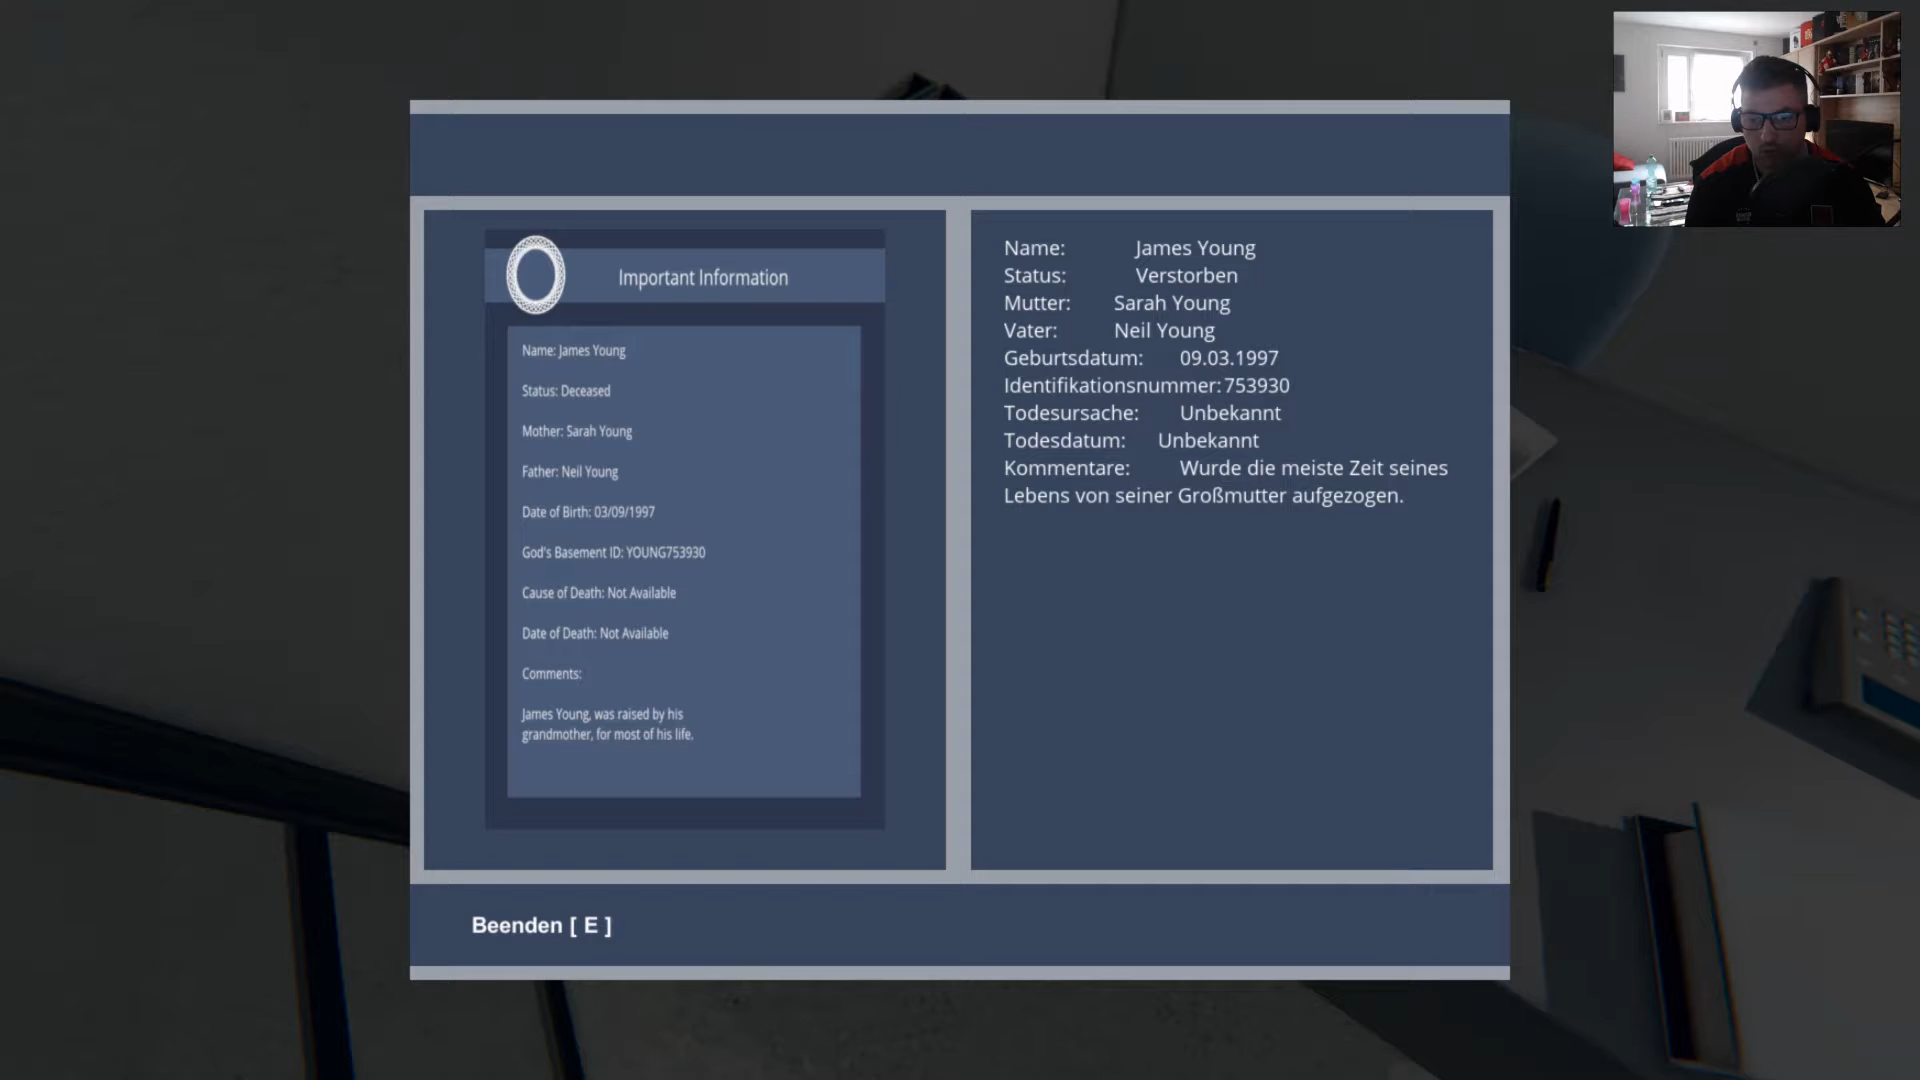 Important Information
Name: James Young
Status: Deceased
Mother: Sarah Young
Father: Neil Young
Date of Birth: 03/09/1997
God's Basement ID: YOUNG753930
Cause of Death: Not Available
Date of Death: Not Available
Comments:
James Young, was raised by his
grandmother, for most of his life.
Name: James Young
Status: Verstorben
Mutter: Sarah Young
Vater: Neil Young
Geburtsdatum: 09.03.1997
Identifikationsnummer: 753930
Todesursache: Unbekannt
Todesdatum: Unbekannt
Kommentare: Wurde die meiste Zeit seines
Lebens von seiner Großmutter aufgezogen.
Beenden [ E ]